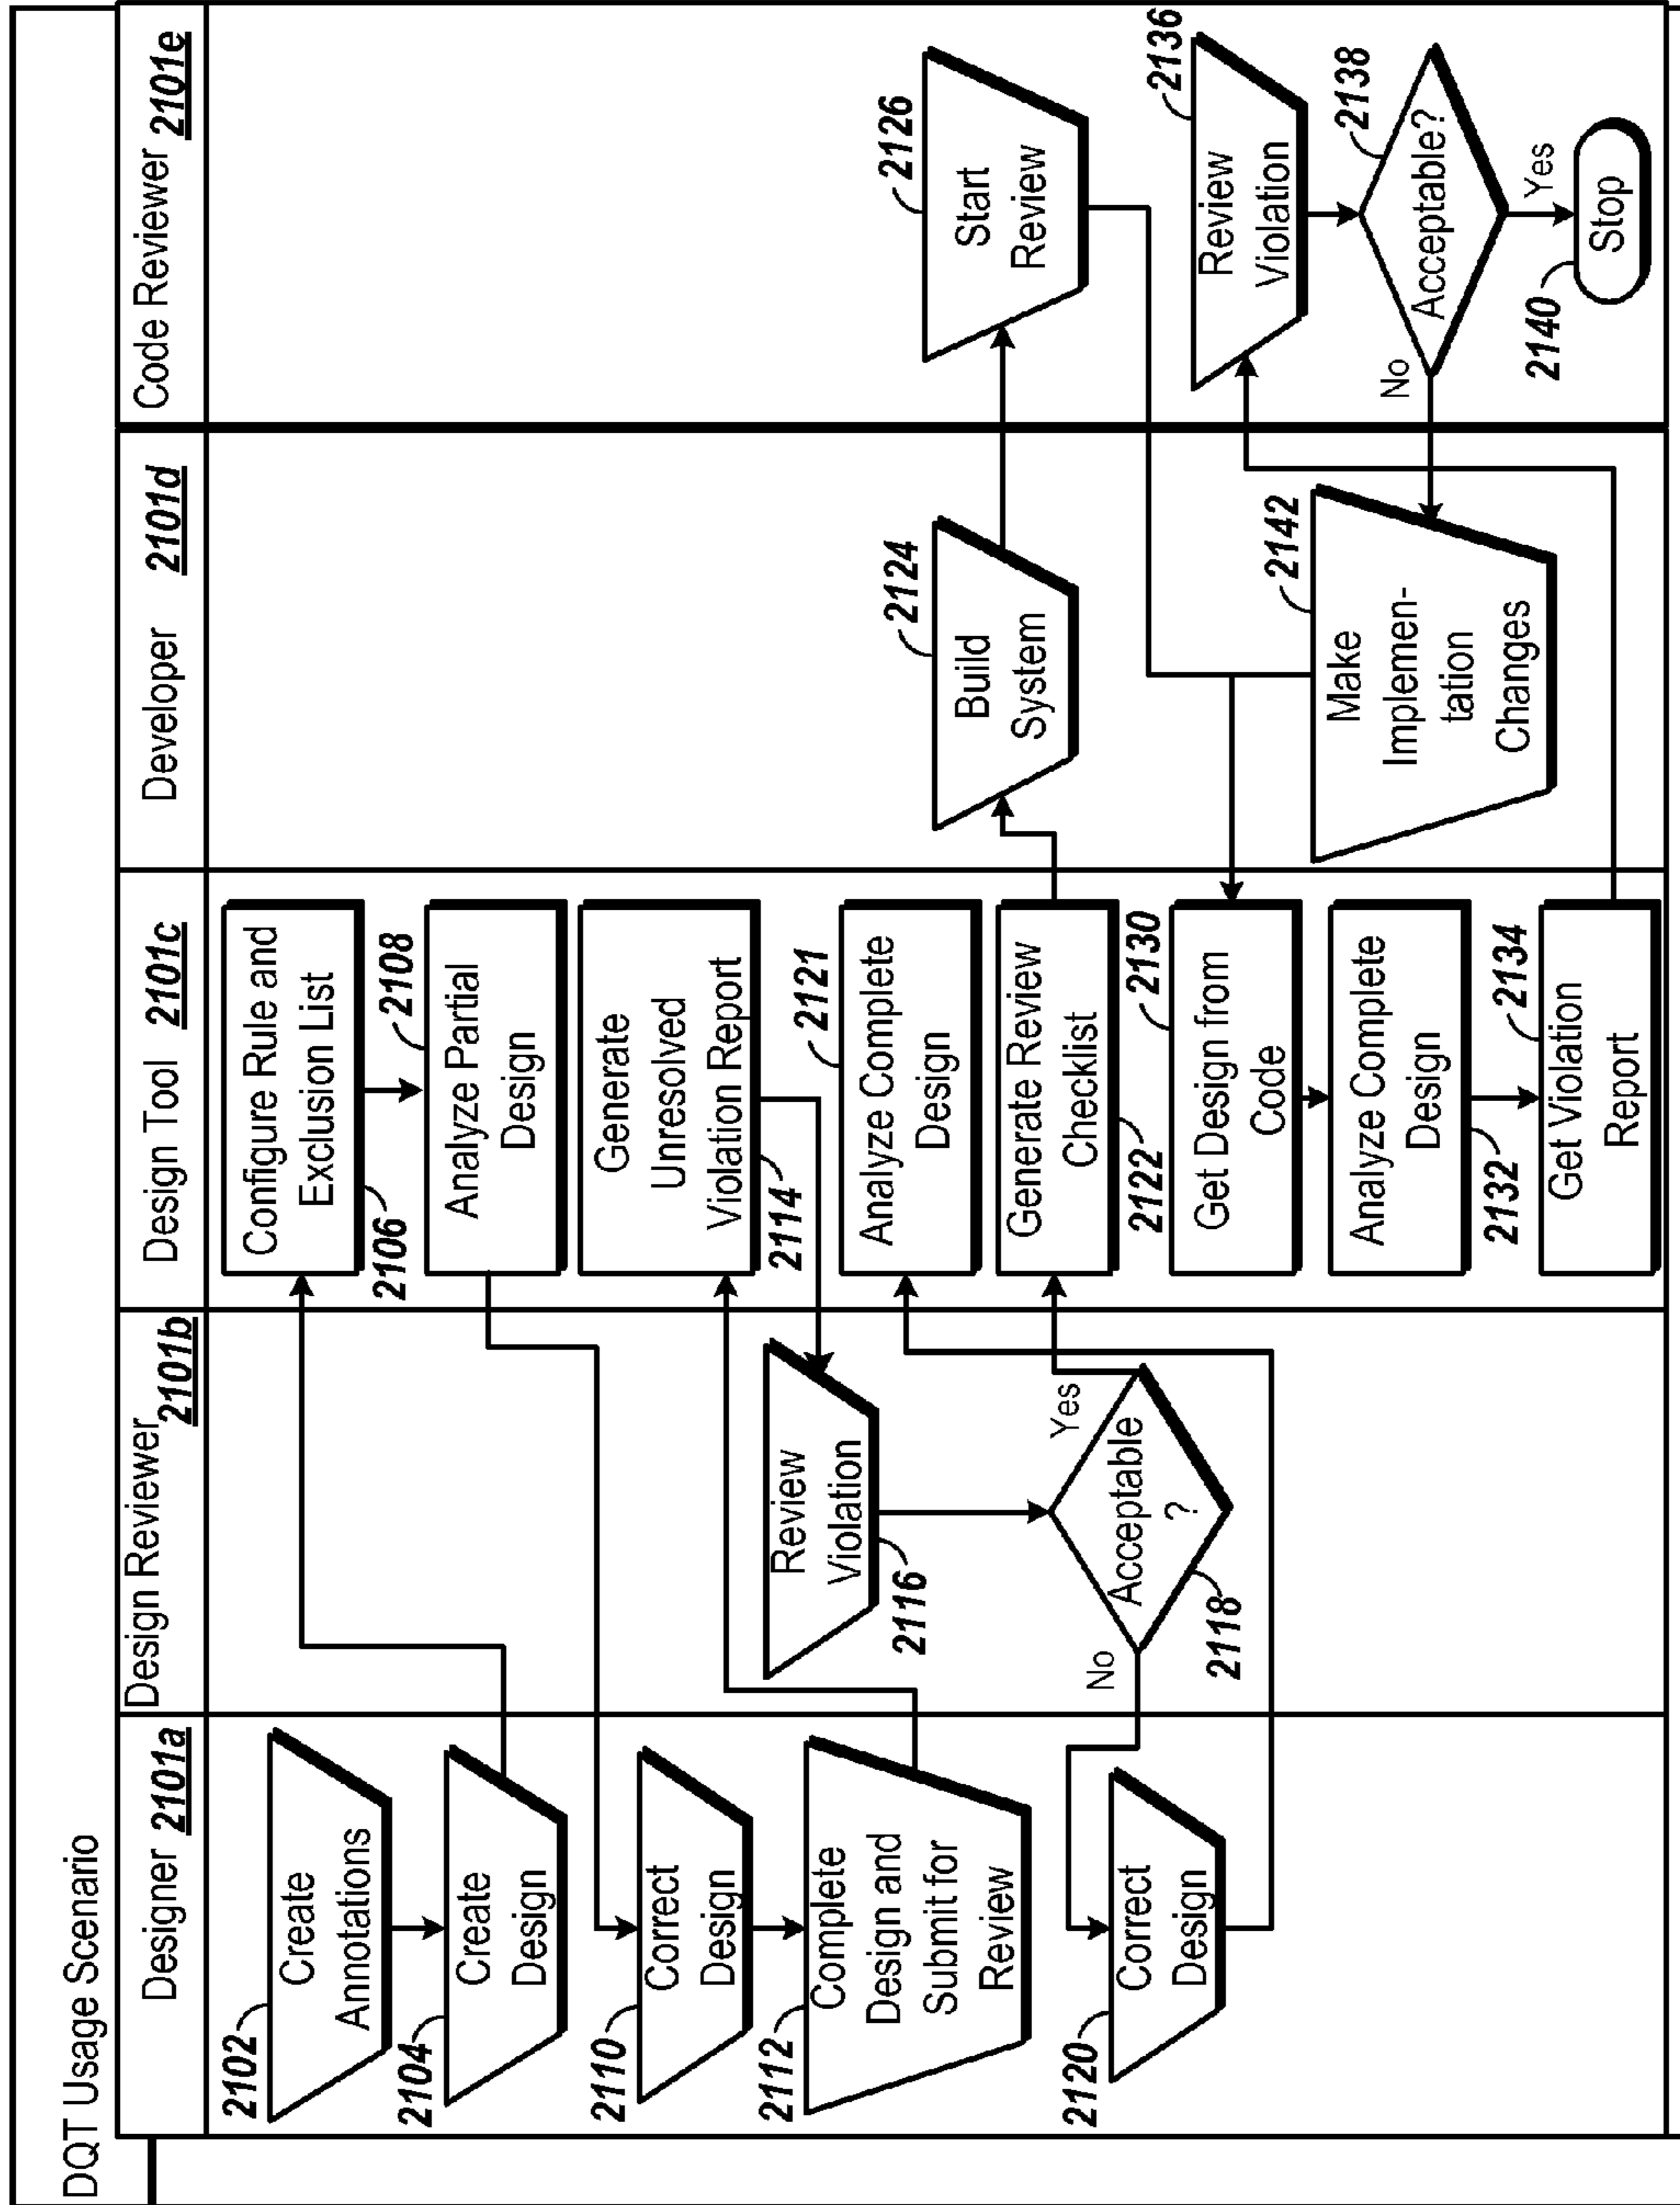 DQT Usage Scenario
Designer 2101a
Design Reviewer
2101b
Design Tool 2101c
Developer 2101d
Code Reviewer 2101e
2102
Create
Annotations
2104
Create
Design
2110
Correct
Design
2112
Complete
Design and
Submit for
Review
2120
Correct
Design
Review
Violation
2116
Acceptable
?
Yes
No
2118
Configure Rule and
Exclusion List
2106
2108
Analyze Partial
Design
Generate
Unresolved
Violation Report
2114
2121
Analyze Complete
Design
Generate Review
Checklist
2122
2130
Get Design from
Code
Analyze Complete
Design
2132
2134
Get Violation
Report
2124
Build
System
2142
Make
Implemen-
tation
Changes
2126
Start
Review
2136
Review
Violation
2138
Acceptable?
No
Yes
2140
Stop